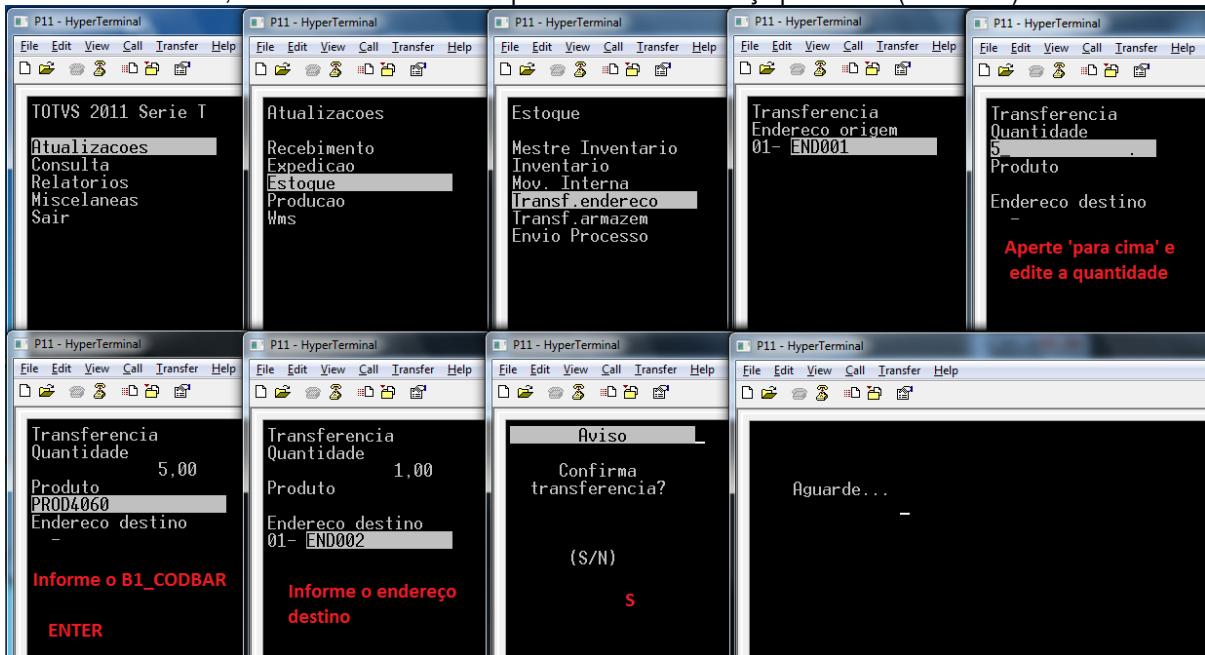 P11 - HyperTerminal
File Edit View Call Transfer Help
TOTVS 2011 Serie T
Atualizacoes
Consulta
Relatorios
Miscelaneas
Sair
P11 - HyperTerminal
File Edit View Call Transfer Help
Atualizacoes
Recebimento
Expedicao
Estoque
Producao
Wms
P11 - HyperTerminal
File Edit View Call Transfer Help
Estoque
Mestre Inventario
Inventario
Mov. Interna
Transf.endereco
Transf.armazem
Envio Processo
P11 - HyperTerminal
File Edit View Call Transfer Help
Transferencia
Endereco origem
01- END001
P11 - HyperTerminal
File Edit View Call Transfer Help
Transferencia
Quantidade
5_ .
Produto
Endereco destino
-
Aperte 'para cima' e
edite a quantidade
P11 - HyperTerminal
File Edit View Call Transfer Help
Transferencia
Quantidade
5,00
Produto
PROD4060
Endereco destino
-
Informe o B1_CODBAR
ENTER
P11 - HyperTerminal
File Edit View Call Transfer Help
Transferencia
Quantidade
1,00
Produto
Endereco destino
01- END002
Informe o endereço
destino
P11 - HyperTerminal
File Edit View Call Transfer Help
Aviso _
Confirma
transferencia?
(S/N)
S
P11 - HyperTerminal
File Edit View Call Transfer Help
Aguarde...
_